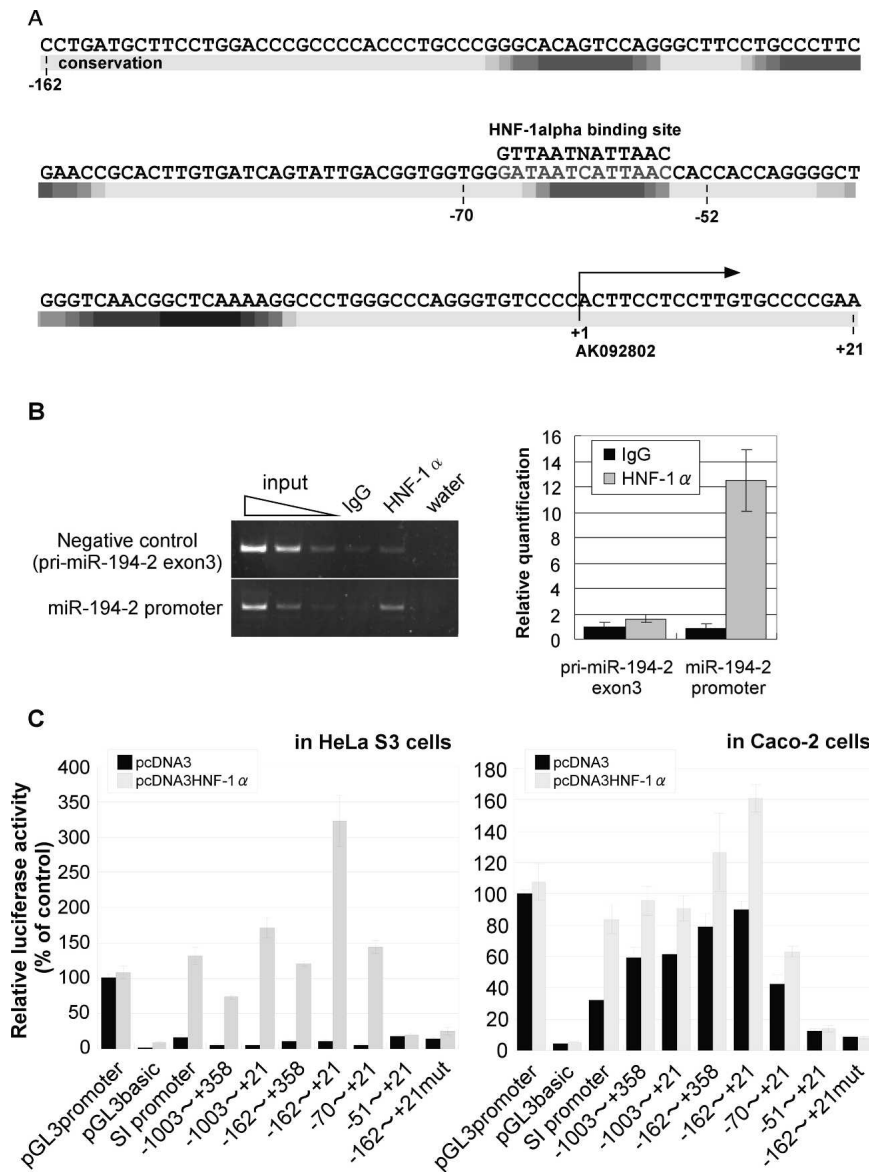 A
CCTGATGCTTCCTGGACCCGCCCCACCCTGCCCGGGCACAGTCCAGGGCTTCCTGCCCTTC
conservation
-162
HNF-1alpha binding site
GTTAATNATTAAC
GAACCGCACTTGTGATCAGTATTGACGGTGGTGGGATAATCATTAACCACCACCAGGGGCT
-70
-52
GGGTCAACGGCTCAAAAGGCCCTGGGCCCAGGGTGTCCCCACTTCCTCCTTGTGCCCCGAA
+1
AK092802
+21
B
input
IgG
HNF-1α
water
Negative control
(pri-miR-194-2 exon3)
miR-194-2 promoter
Relative quantification
16
14
12
10
8
6
4
2
0
IgG
HNF-1α
pri-miR-194-2
exon3
miR-194-2
promoter
C
in HeLa S3 cells
pcDNA3
pcDNA3HNF-1α
Relative luciferase activity
(% of control)
400
350
300
250
200
150
100
50
0
pGL3promoter
pGL3basic
SI promoter
-1003~+358
-1003~+21
-162~+358
-162~+21
-70~+21
-51~+21
-162~+21mut
in Caco-2 cells
pcDNA3
pcDNA3HNF-1α
180
160
140
120
100
80
60
40
20
0
pGL3promoter
pGL3basic
SI promoter
-1003~+358
-1003~+21
-162~+358
-162~+21
-70~+21
-51~+21
-162~+21mut